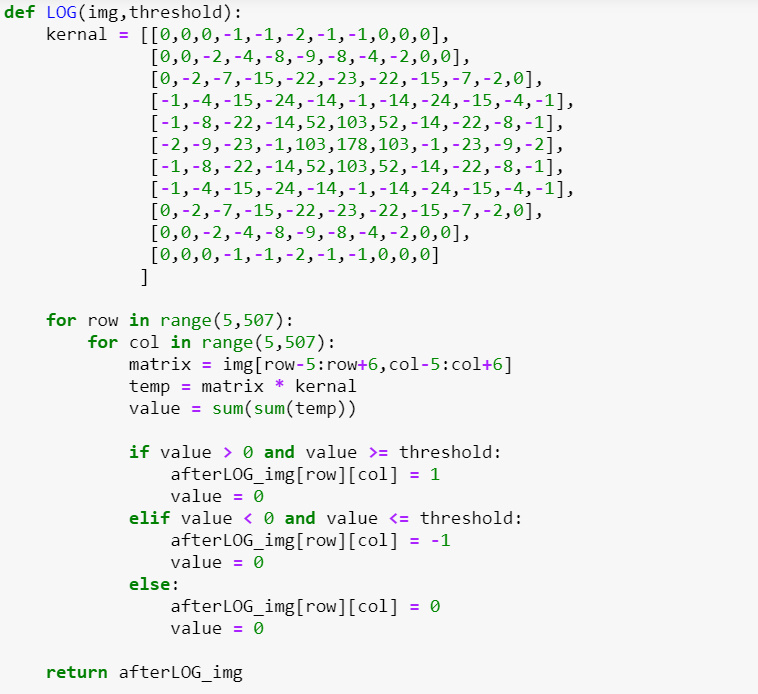 def LOG(img,threshold):
    kernal = [[0,0,0,-1,-1,-2,-1,-1,0,0,0],
              [0,0,-2,-4,-8,-9,-8,-4,-2,0,0],
              [0,-2,-7,-15,-22,-23,-22,-15,-7,-2,0],
              [-1,-4,-15,-24,-14,-1,-14,-24,-15,-4,-1],
              [-1,-8,-22,-14,52,103,52,-14,-22,-8,-1],
              [-2,-9,-23,-1,103,178,103,-1,-23,-9,-2],
              [-1,-8,-22,-14,52,103,52,-14,-22,-8,-1],
              [-1,-4,-15,-24,-14,-1,-14,-24,-15,-4,-1],
              [0,-2,-7,-15,-22,-23,-22,-15,-7,-2,0],
              [0,0,-2,-4,-8,-9,-8,-4,-2,0,0],
              [0,0,0,-1,-1,-2,-1,-1,0,0,0]
             ]
    for row in range(5,507):
        for col in range(5,507):
            matrix = img[row-5:row+6,col-5:col+6]
            temp = matrix * kernal
            value = sum(sum(temp))
            if value > 0 and value >= threshold:
                afterLOG_img[row][col] = 1
                value = 0
            elif value < 0 and value <= threshold:
                afterLOG_img[row][col] = -1
                value = 0
            else:
                afterLOG_img[row][col] = 0
                value = 0
    return afterLOG_img